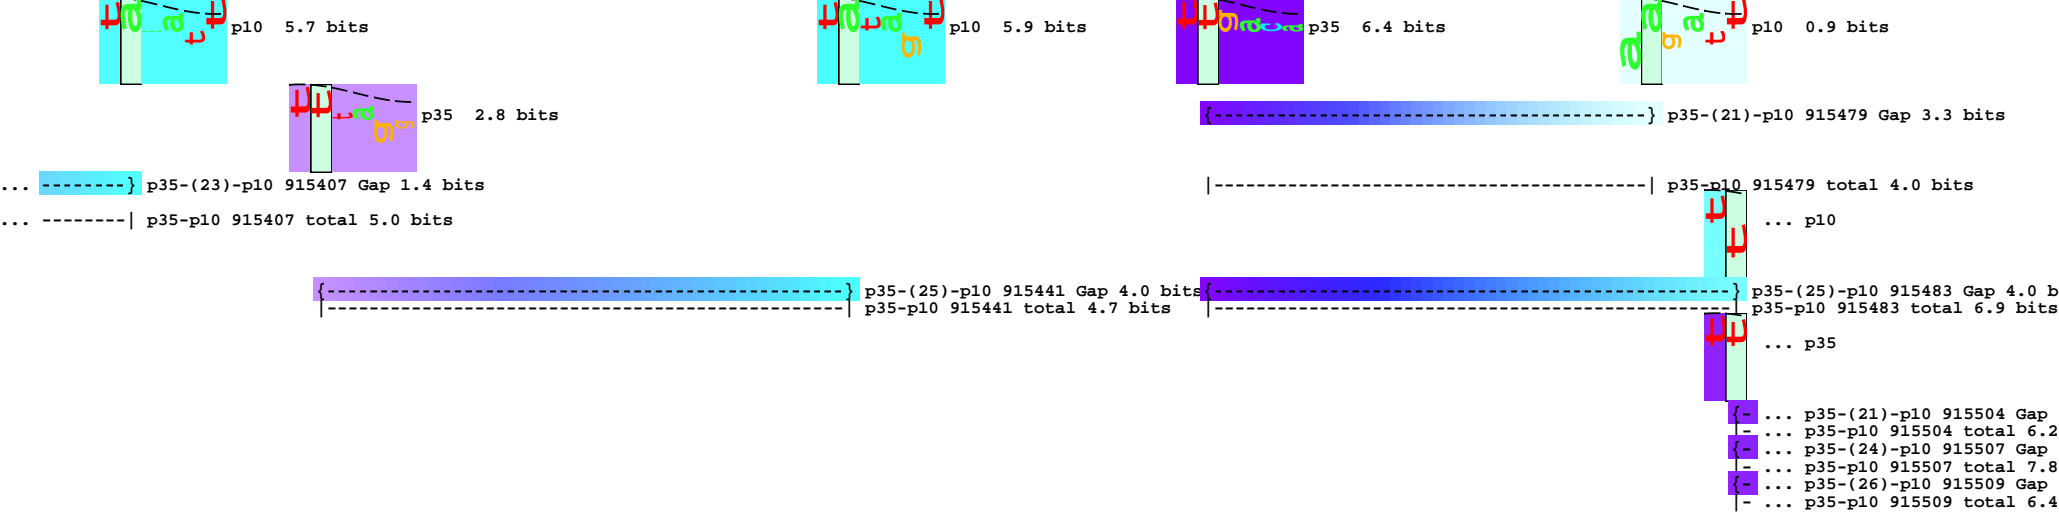 t a a t t p10 5.7 bits
t a t a g t p10 5.9 bits
t t g a c a p35 6.4 bits
a a g a t t p10 0.9 bits
t t t a g g p35 2.8 bits
{------------------------------------------} p35-(21)-p10 915479 Gap 3.3 bits
... --------} p35-(23)-p10 915407 Gap 1.4 bits
|------------------------------------------| p35-p10 915479 total 4.0 bits
... --------| p35-p10 915407 total 5.0 bits
t t ... p10
{--------------------------------------------------} p35-(25)-p10 915441 Gap 4.0 bits
{--------------------------------------------------} p35-(25)-p10 915483 Gap 4.0 b
|--------------------------------------------------| p35-p10 915441 total 4.7 bits
|--------------------------------------------------| p35-p10 915483 total 6.9 bits
t t ... p35
{- ... p35-(21)-p10 915504 Gap
|- ... p35-p10 915504 total 6.2
{- ... p35-(24)-p10 915507 Gap
|- ... p35-p10 915507 total 7.8
{- ... p35-(26)-p10 915509 Gap
|- ... p35-p10 915509 total 6.4